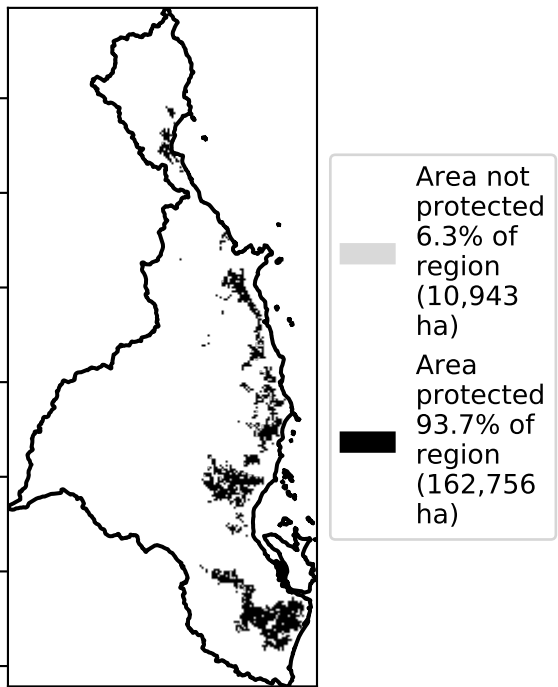 Area not
protected
6.3% of
region
(10,943
ha)
Area
protected
93.7% of
region
(162,756
ha)